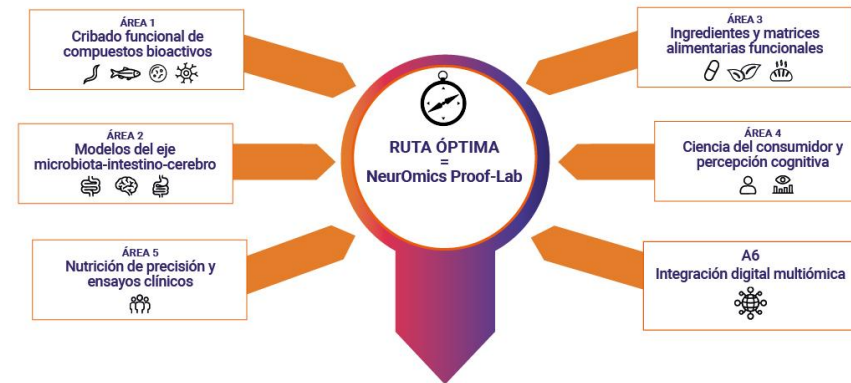 ÁREA 1
Cribado funcional de
compuestos bioactivos
ÁREA 2
Modelos del eje
microbiota-intestino-cerebro
ÁREA 5
Nutrición de precisión y
ensayos clínicos
RUTA ÓPTIMA
=
NeurOmics Proof-Lab
ÁREA 3
Ingredientes y matrices
alimentarias funcionales
ÁREA 4
Ciencia del consumidor y
percepción cognitiva
A6
Integración digital multiómica